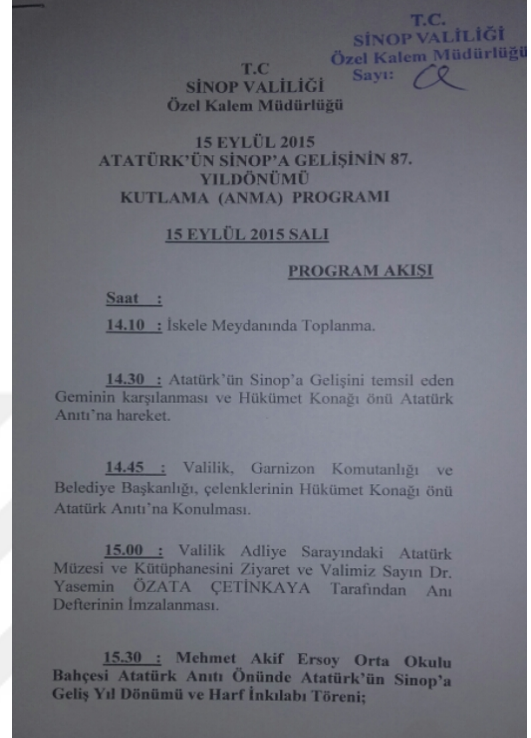 T.C.
SİNOP VALİLİĞİ
Özel Kalem Müdürlüğü
Sayı:
T.C
SİNOP VALİLİĞİ
Özel Kalem Müdürlüğü
15 EYLÜL 2015
ATATÜRK'ÜN SİNOP'A GELİŞİNİN 87.
YILDÖNÜMÜ
KUTLAMA (ANMA) PROGRAMI
15 EYLÜL 2015 SALI
PROGRAM AKIŞI
Saat :
14.10 : İskele Meydanında Toplanma.
14.30 : Atatürk'ün Sinop'a Gelişini temsil eden
Geminin karşılanması ve Hükümet Konağı önü Atatürk
Anıtı'na hareket.
14.45 : Valilik, Garnizon Komutanlığı ve
Belediye Başkanlığı, çelenklerinin Hükümet Konağı önü
Atatürk Anıtı'na Konulması.
15.00 : Valilik Adliye Sarayındaki Atatürk
Müzesi ve Kütüphanesini Ziyaret ve Valimiz Sayın Dr.
Yasemin ÖZATA ÇETİNKAYA Tarafından Anı
Defterinin İmzalanması.
15.30 : Mehmet Akif Ersoy Orta Okulu
Bahçesi Atatürk Anıtı Önünde Atatürk'ün Sinop'a
Geliş Yıl Dönümü ve Harf İnkılabı Töreni;